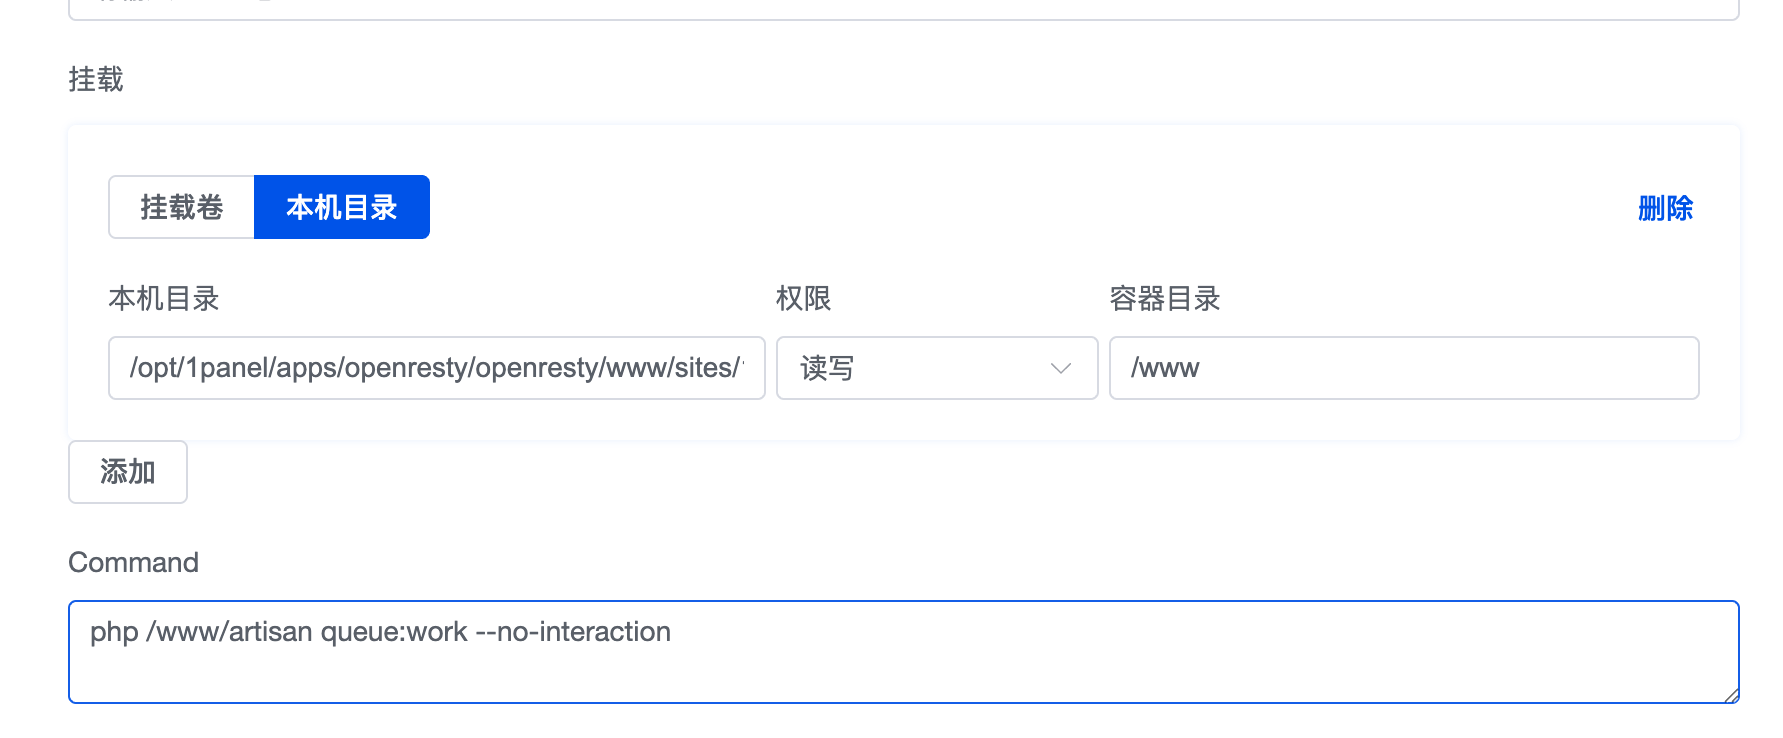 挂载
挂载卷 本机目录 删除
本机目录 权限 容器目录
/opt/1panel/apps/openresty/openresty/www/sites/ 读写 /www
添加
Command
php /www/artisan queue:work --no-interaction